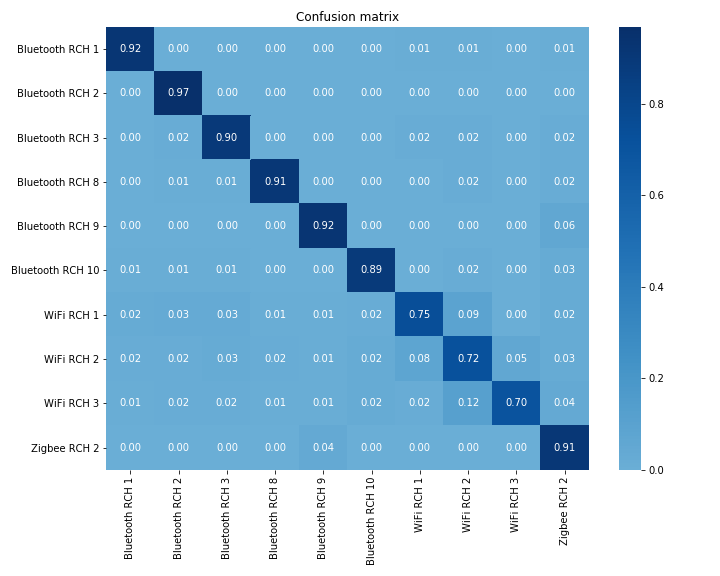 Confusion matrix
Bluetooth RCH 1 0.92 0.00 0.00 0.00 0.00 0.00 0.01 0.01 0.00 0.01
Bluetooth RCH 2 0.00 0.97 0.00 0.00 0.00 0.00 0.00 0.00 0.00 0.00
Bluetooth RCH 3 0.00 0.02 0.90 0.00 0.00 0.00 0.02 0.02 0.00 0.02
Bluetooth RCH 8 0.00 0.01 0.01 0.91 0.00 0.00 0.00 0.02 0.00 0.02
Bluetooth RCH 9 0.00 0.00 0.00 0.00 0.92 0.00 0.00 0.00 0.00 0.06
Bluetooth RCH 10 0.01 0.01 0.01 0.00 0.00 0.89 0.00 0.02 0.00 0.03
WiFi RCH 1 0.02 0.03 0.03 0.01 0.01 0.02 0.75 0.09 0.00 0.02
WiFi RCH 2 0.02 0.02 0.03 0.02 0.01 0.02 0.08 0.72 0.05 0.03
WiFi RCH 3 0.01 0.02 0.02 0.01 0.01 0.02 0.02 0.12 0.70 0.04
Zigbee RCH 2 0.00 0.00 0.00 0.00 0.04 0.00 0.00 0.00 0.00 0.91
Bluetooth RCH 1
Bluetooth RCH 2
Bluetooth RCH 3
Bluetooth RCH 8
Bluetooth RCH 9
Bluetooth RCH 10
WiFi RCH 1
WiFi RCH 2
WiFi RCH 3
Zigbee RCH 2
0.8
0.6
0.4
0.2
0.0